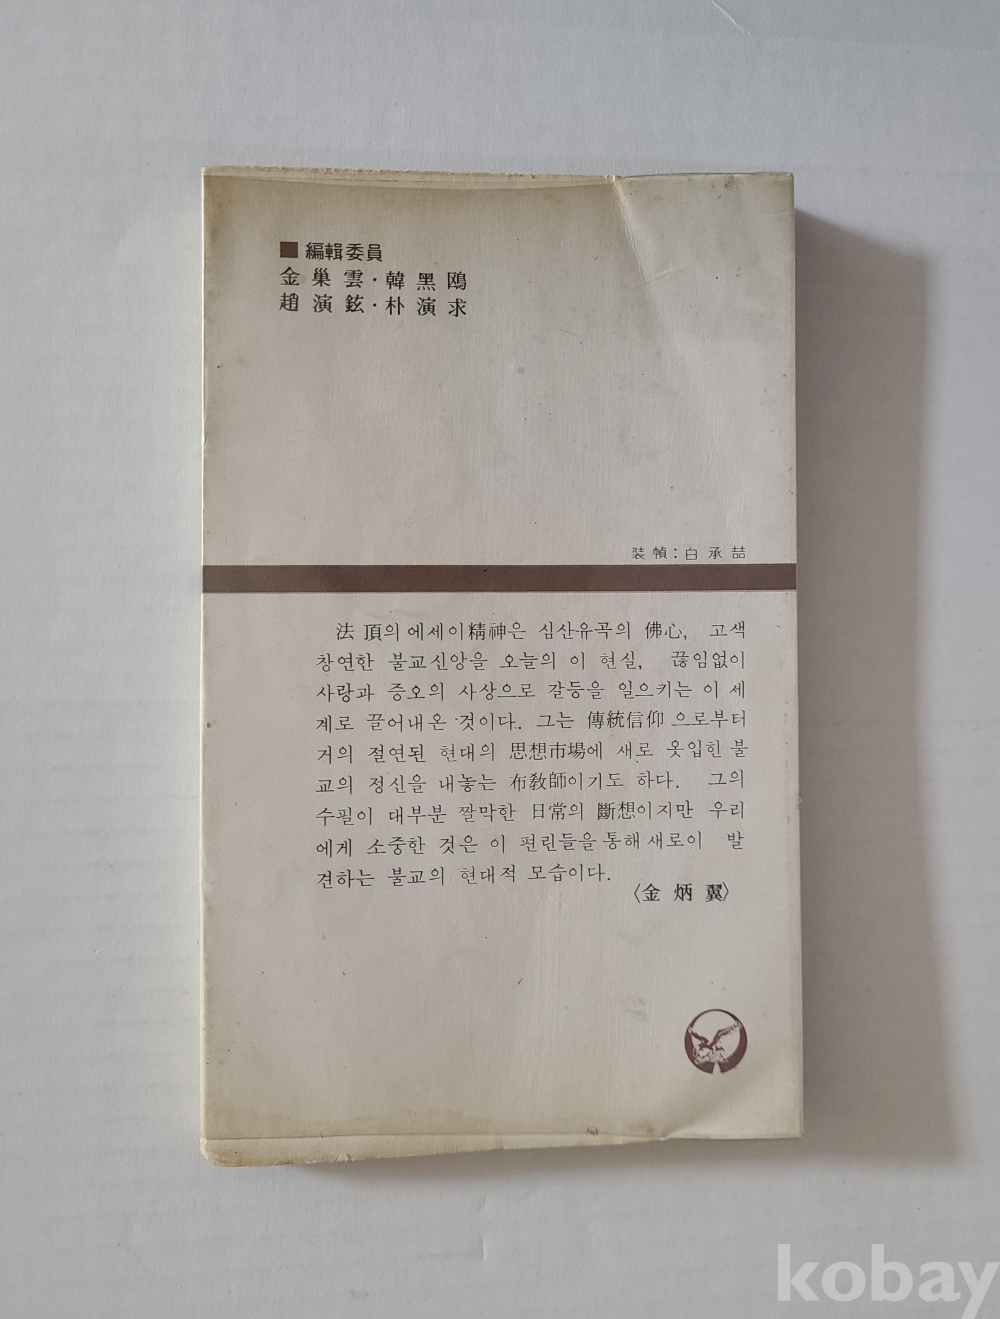 ■ 編輯委員
金巢雲·韓黑鷗
趙演鉉·朴演求
裝幀: 白承喆
法頂의 에세이精神은 심산유곡의 佛心, 고색
창연한 불교신앙을 오늘의 이 현실, 끊임없이
사랑과 증오의 사상으로 갈등을 일으키는 이 세
계로 끌어내온 것이다. 그는 傳統信仰으로부터
거의 절연된 현대의 思想市場에 새로 옷입힌 불
교의 정신을 내놓는 布敎師이기도 하다. 그의
수필이 대부분 짤막한 日常의 斷想이지만 우리
에게 소중한 것은 이 편린들을 통해 새로이 발
견하는 불교의 현대적 모습이다.
〈金炳翼〉
kobay